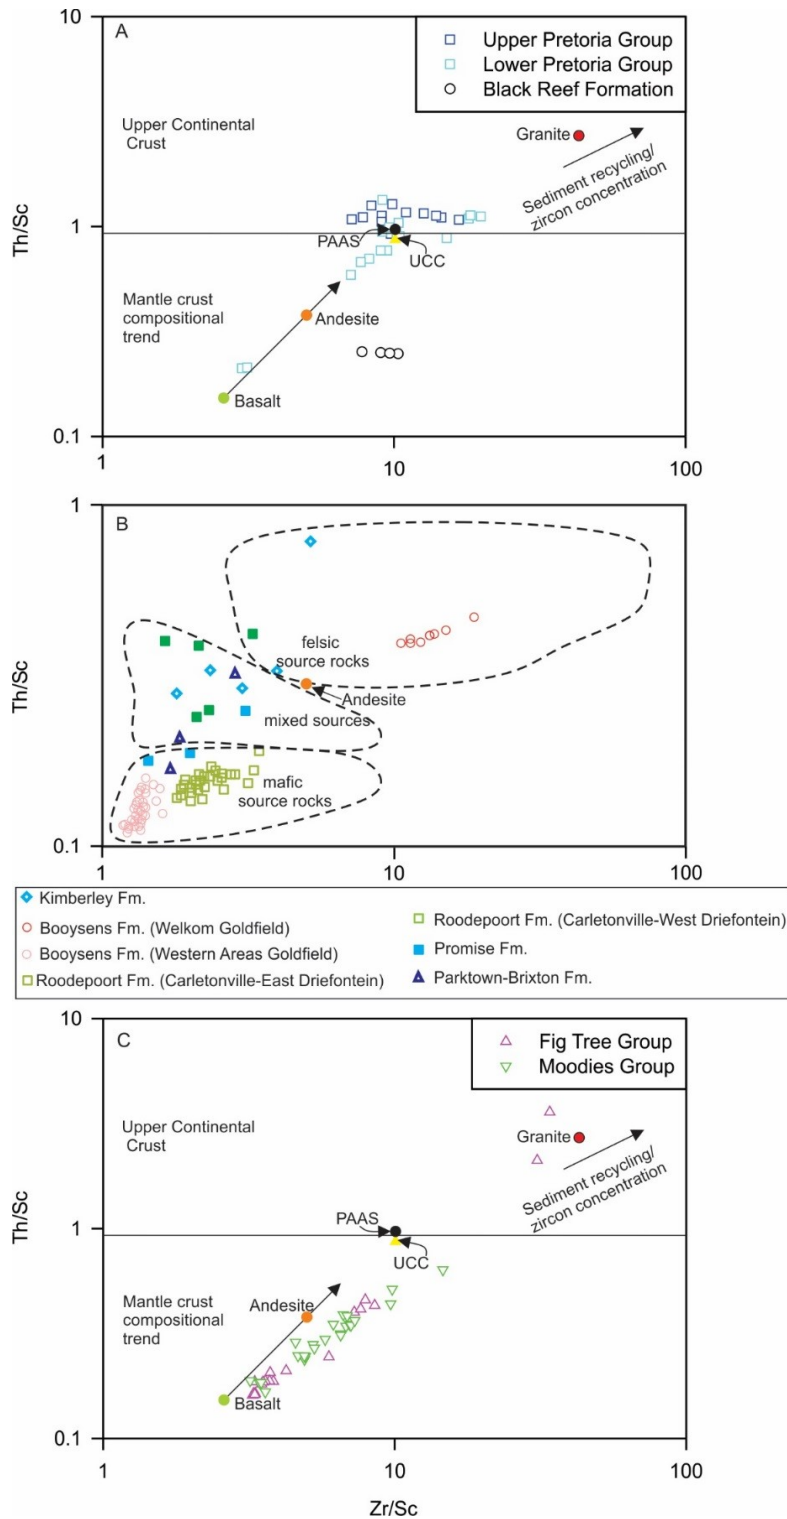 10
A
Upper Pretoria Group
Lower Pretoria Group
Black Reef Formation
Upper Continental
Crust
Granite
Sediment recycling/
zircon concentration
Th/Sc
1
PAAS
UCC
Mantle crust
compositional
trend
Andesite
Basalt
0.1
1
10
100
1
B
Th/Sc
felsic
source rocks
Andesite
mixed sources
mafic
source rocks
0.1
1
10
100
Kimberley Fm.
Booysens Fm. (Welkom Goldfield)
Booysens Fm. (Western Areas Goldfield)
Roodepoort Fm. (Carletonville-East Driefontein)
Roodepoort Fm. (Carletonville-West Driefontein)
Promise Fm.
Parktown-Brixton Fm.
10
C
Fig Tree Group
Moodies Group
Upper Continental
Crust
Granite
Sediment recycling/
zircon concentration
Th/Sc
1
PAAS
UCC
Mantle crust
compositional
trend
Andesite
Basalt
0.1
1
10
100
Zr/Sc